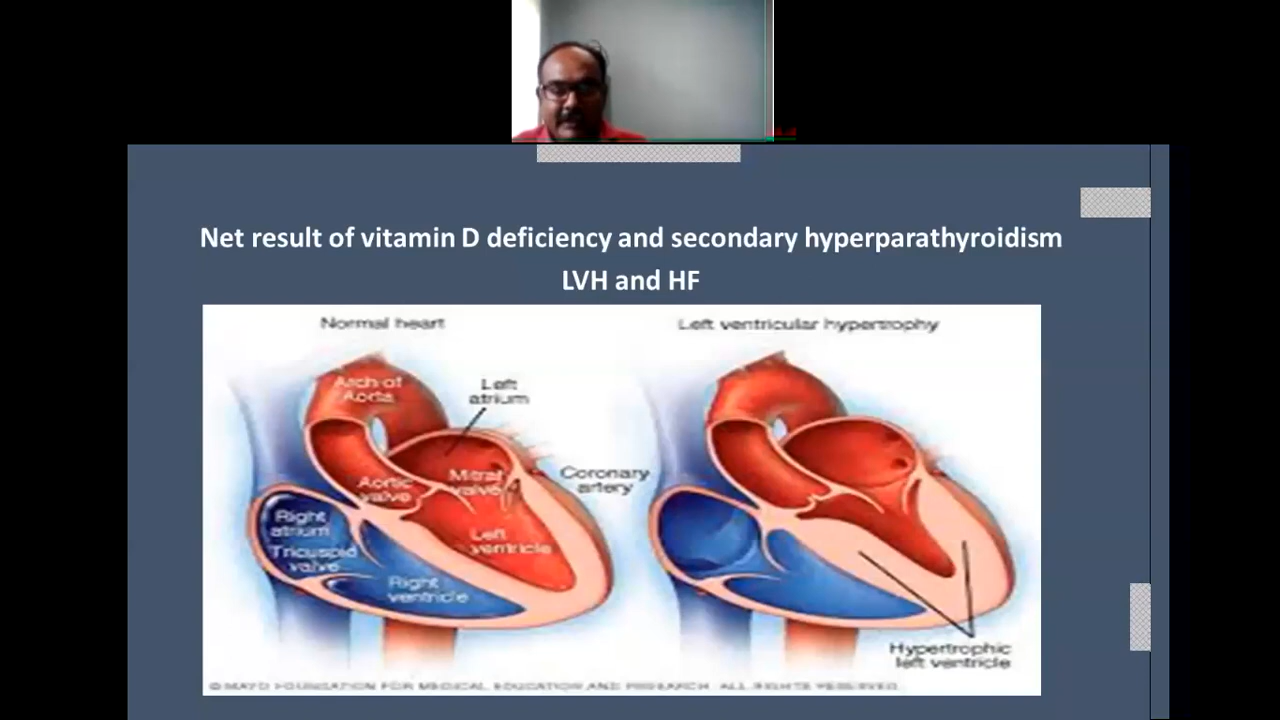 Net result of vitamin D deficiency and secondary hyperparathyroidism
LVH and HF
Normal heart
Left ventricular hypertrophy
Arch of
Aorta
Left
atrium
Aortic
valve
Mitral
valve
Coronary
artery
Right
atrium
Tricuspid
valve
Left
ventricle
Right
ventricle
Hypertrophic
left ventricle
© MAYO FOUNDATION FOR MEDICAL EDUCATION AND RESEARCH. ALL RIGHTS RESERVED.